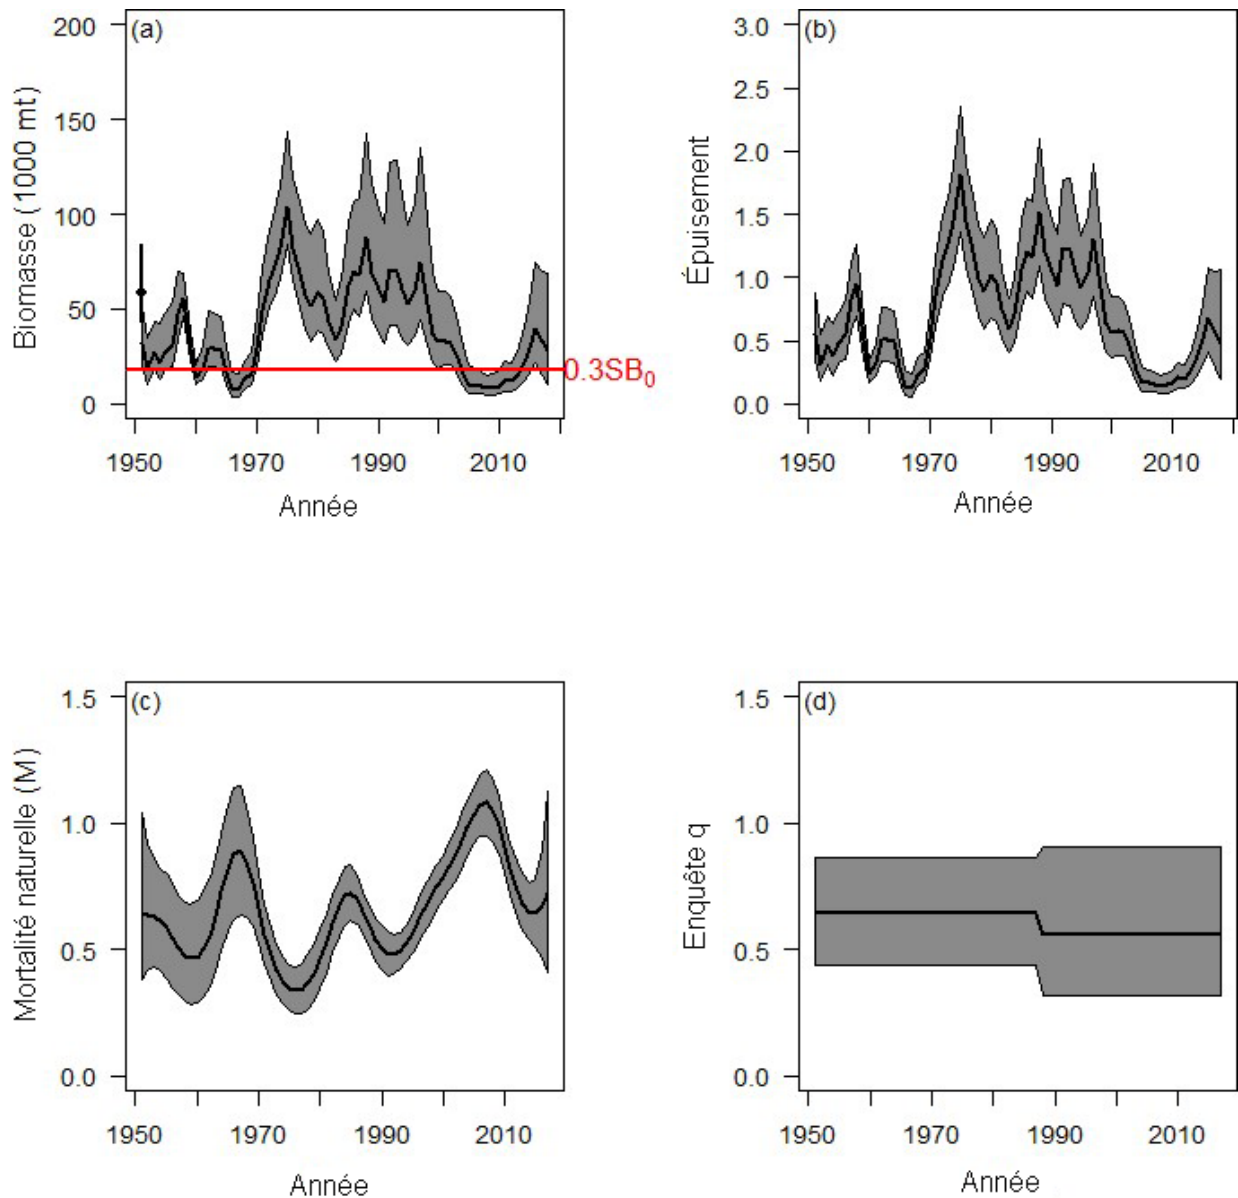 (a)
200
150
100
50
0
Biomasse (1000 mt)
0.3SB₀
1950 1970 1990 2010
Année
(b)
3.0
2.5
2.0
1.5
1.0
0.5
0.0
Épuisement
1950 1970 1990 2010
Année
(c)
1.5
1.0
0.5
0.0
Mortalité naturelle (M)
1950 1970 1990 2010
Année
(d)
1.5
1.0
0.5
0.0
Enquête q
1950 1970 1990 2010
Année